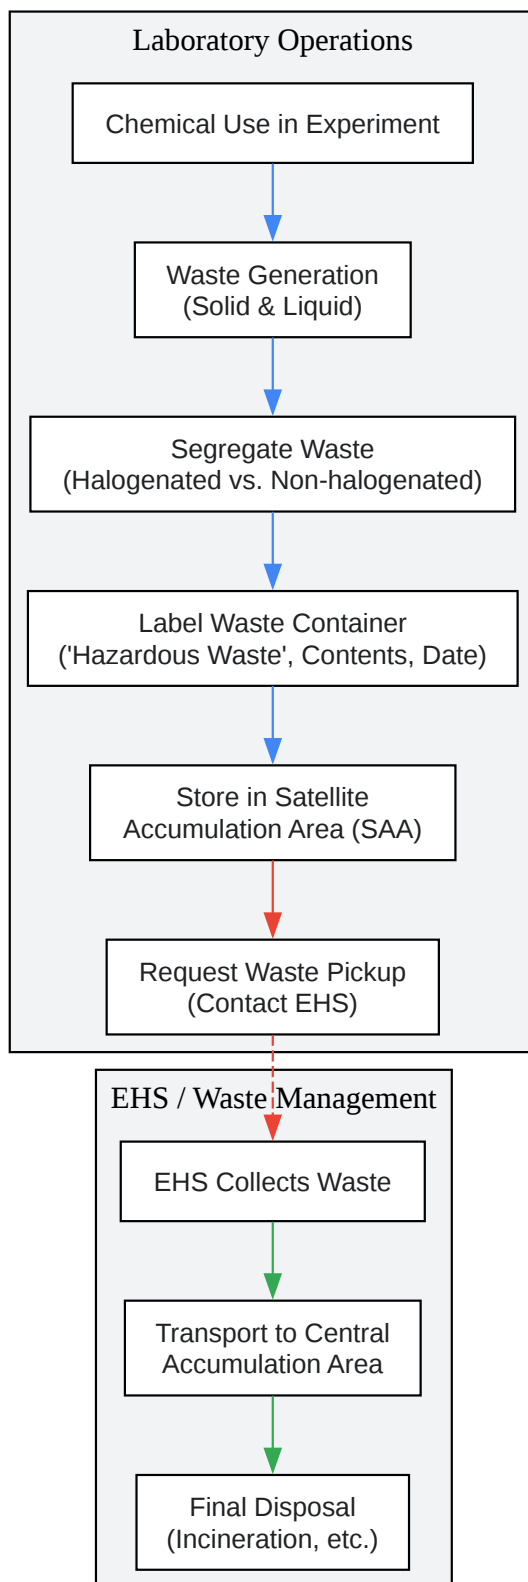 Laboratory Operations
Chemical Use in Experiment
Waste Generation
(Solid & Liquid)
Segregate Waste
(Halogenated vs. Non-halogenated)
Label Waste Container
('Hazardous Waste', Contents, Date)
Store in Satellite
Accumulation Area (SAA)
Request Waste Pickup
(Contact EHS)
EHS / Waste Management
EHS Collects Waste
Transport to Central
Accumulation Area
Final Disposal
(Incineration, etc.)